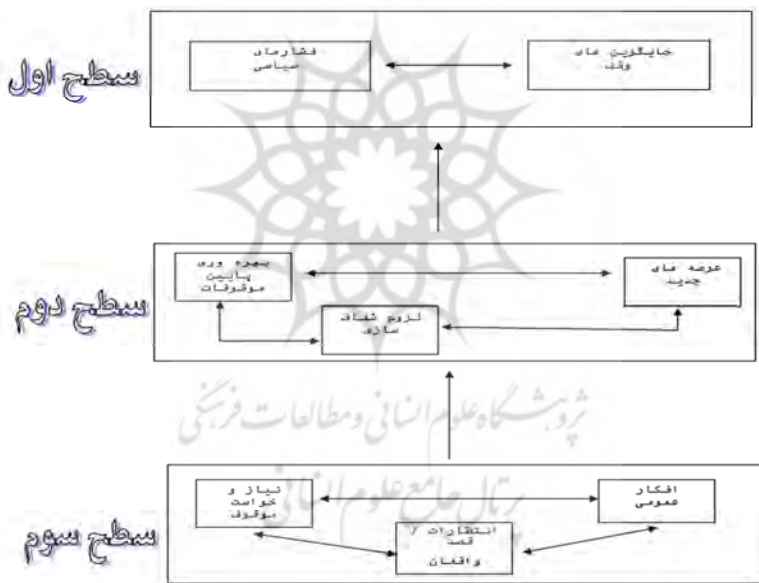 سطح اول
جایگزین های
وقف
فشارهای
سیاسی
سطح دوم
عرصه های
جدید
بهره وری
پایین
موقوفات
لزوم شفاف
سازی
پژوهشگاه علوم انسانی و مطالعات فرهنگی
سطح سوم
افکار
عمومی
نیاز و
خواست
موقوف
انتظارات /
قصد
واقفان
پرتال جامع علوم انسانی